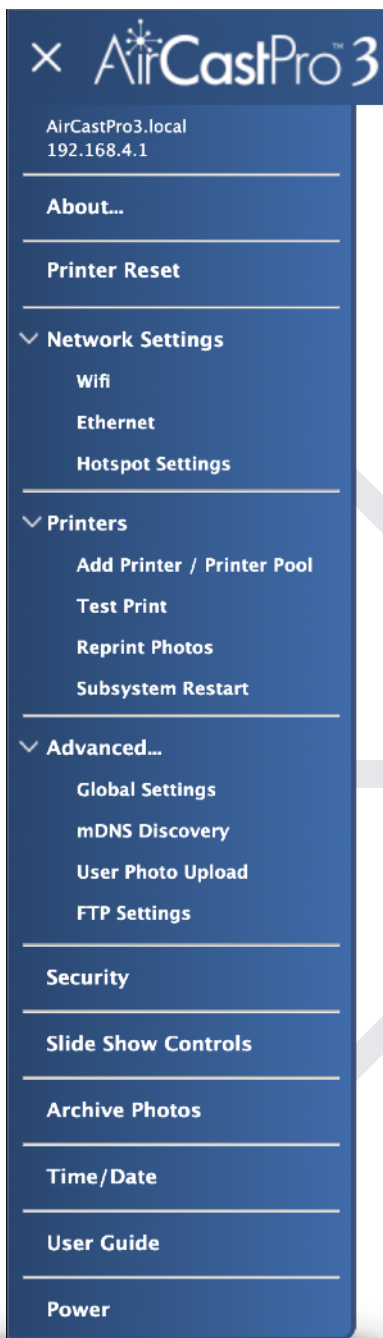 AirCastPro™ 3
AirCastPro3.local
192.168.4.1
About...
Printer Reset
Network Settings
Wifi
Ethernet
Hotspot Settings
Printers
Add Printer / Printer Pool
Test Print
Reprint Photos
Subsystem Restart
Advanced...
Global Settings
mDNS Discovery
User Photo Upload
FTP Settings
Security
Slide Show Controls
Archive Photos
Time/Date
User Guide
Power